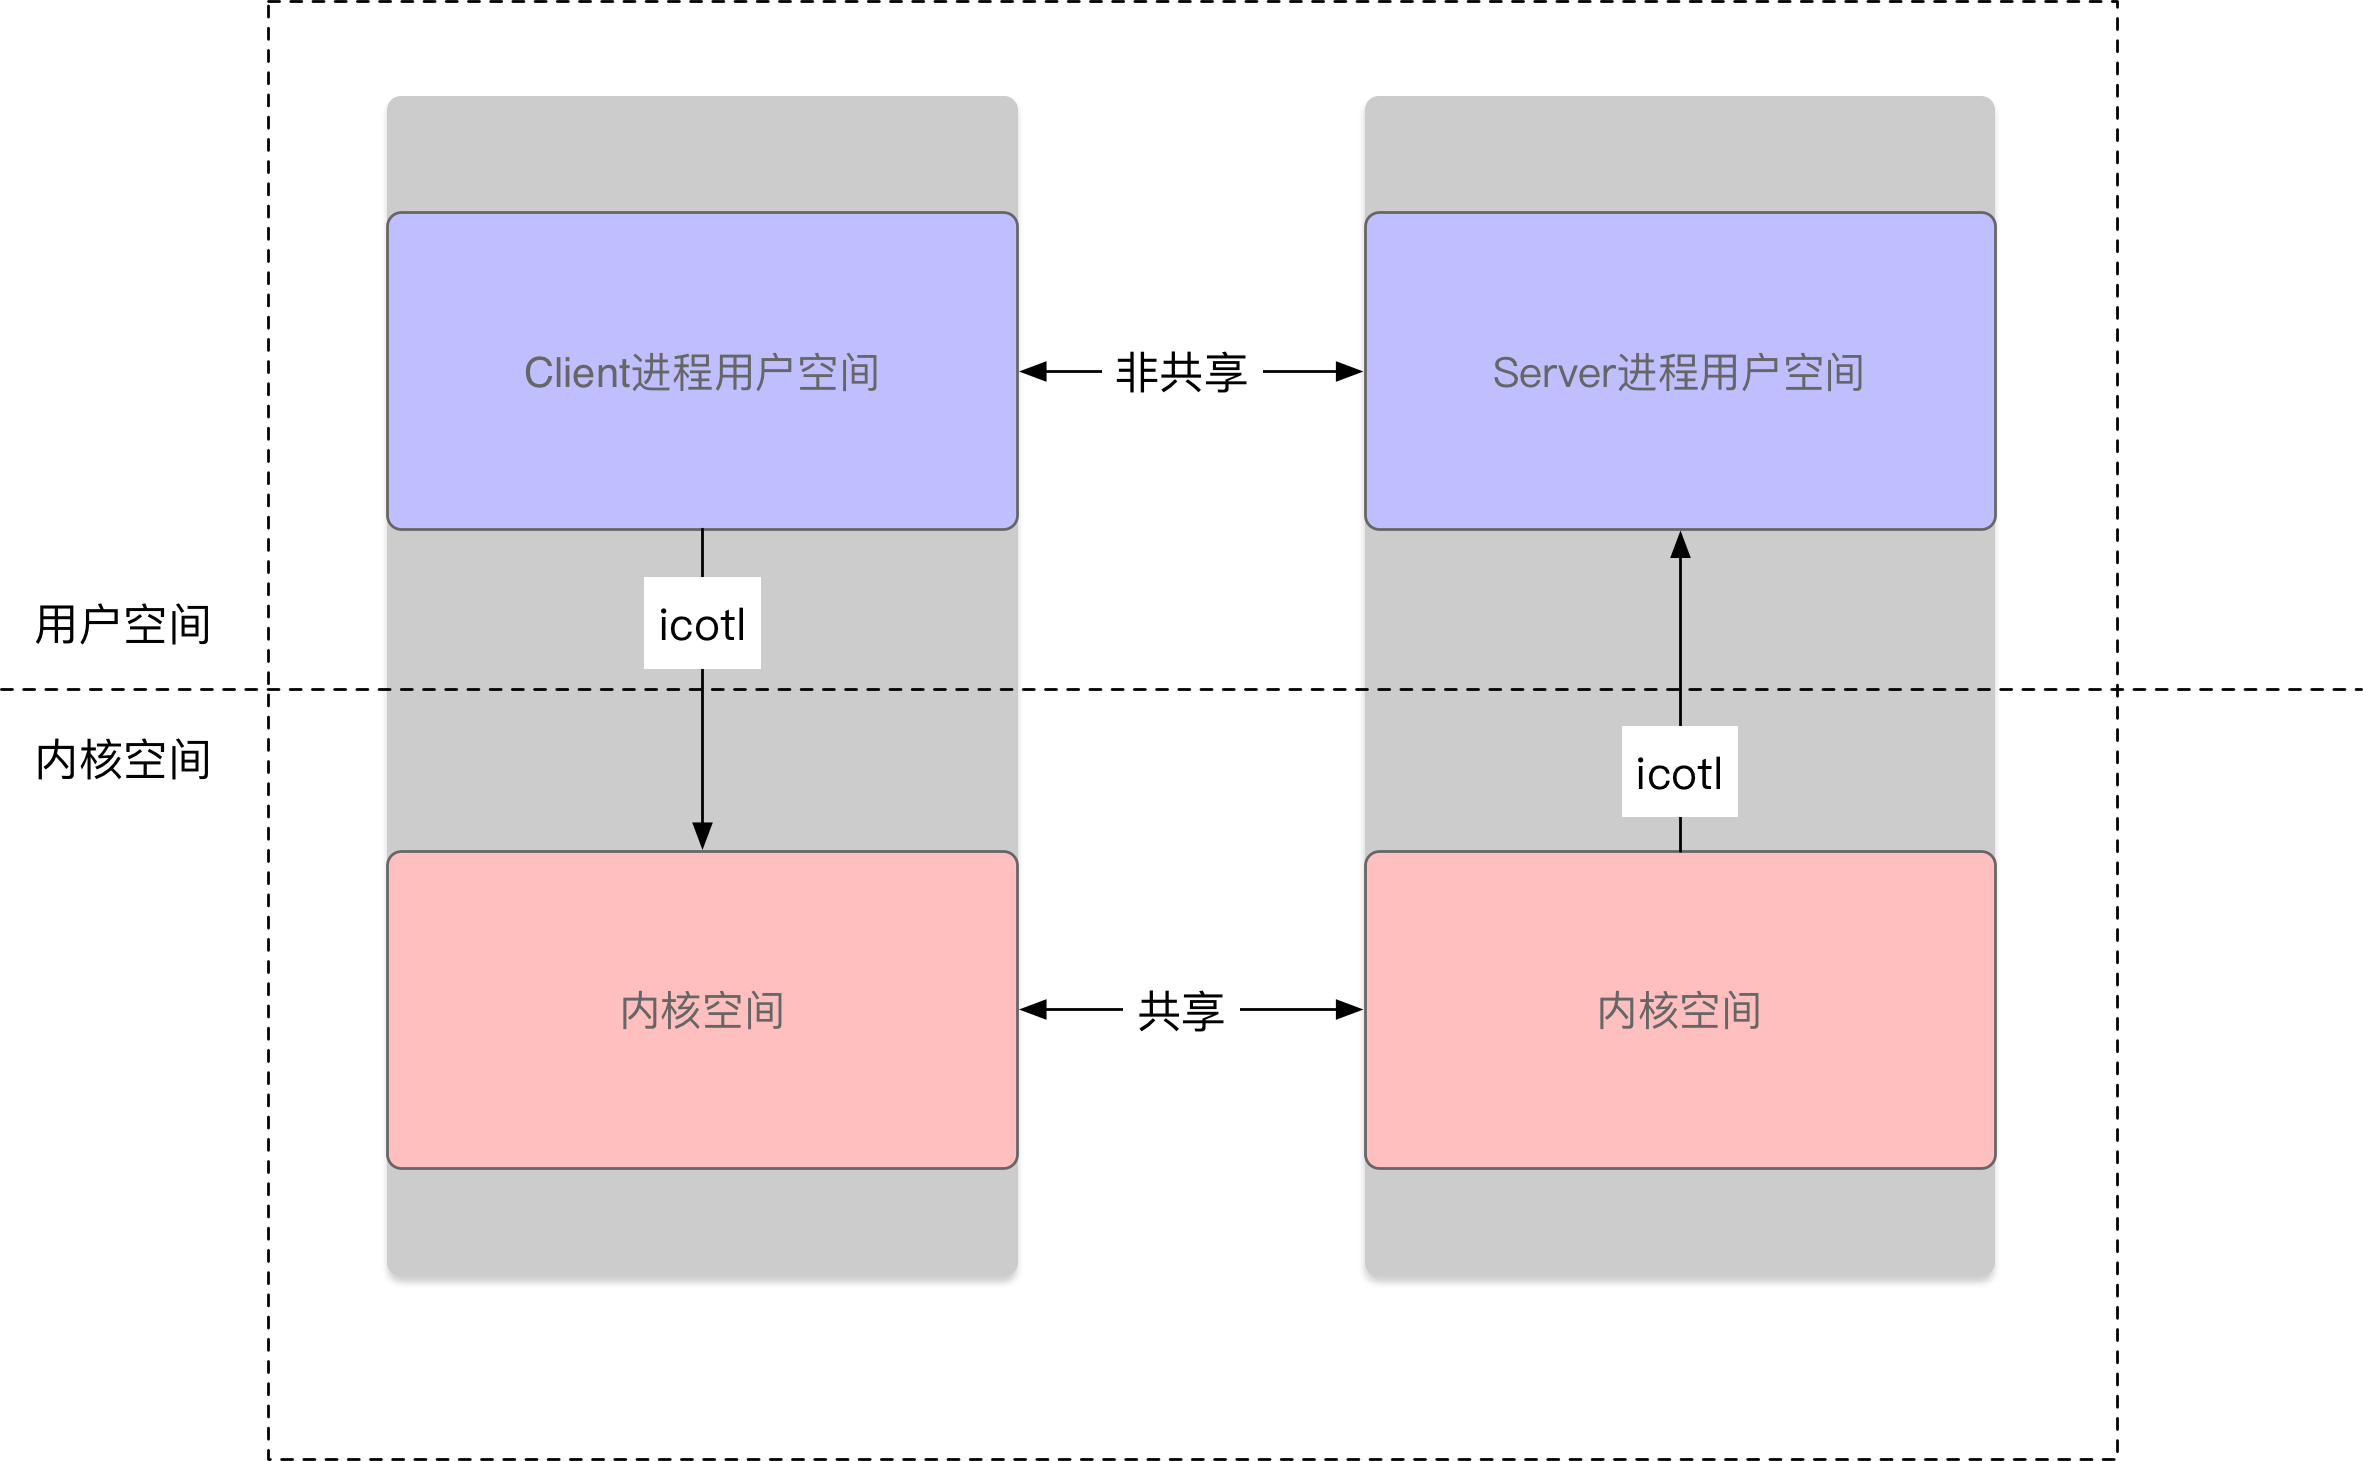 Client进程用户空间
非共享
Server进程用户空间
用户空间
icotl
内核空间
icotl
内核空间
共享
内核空间